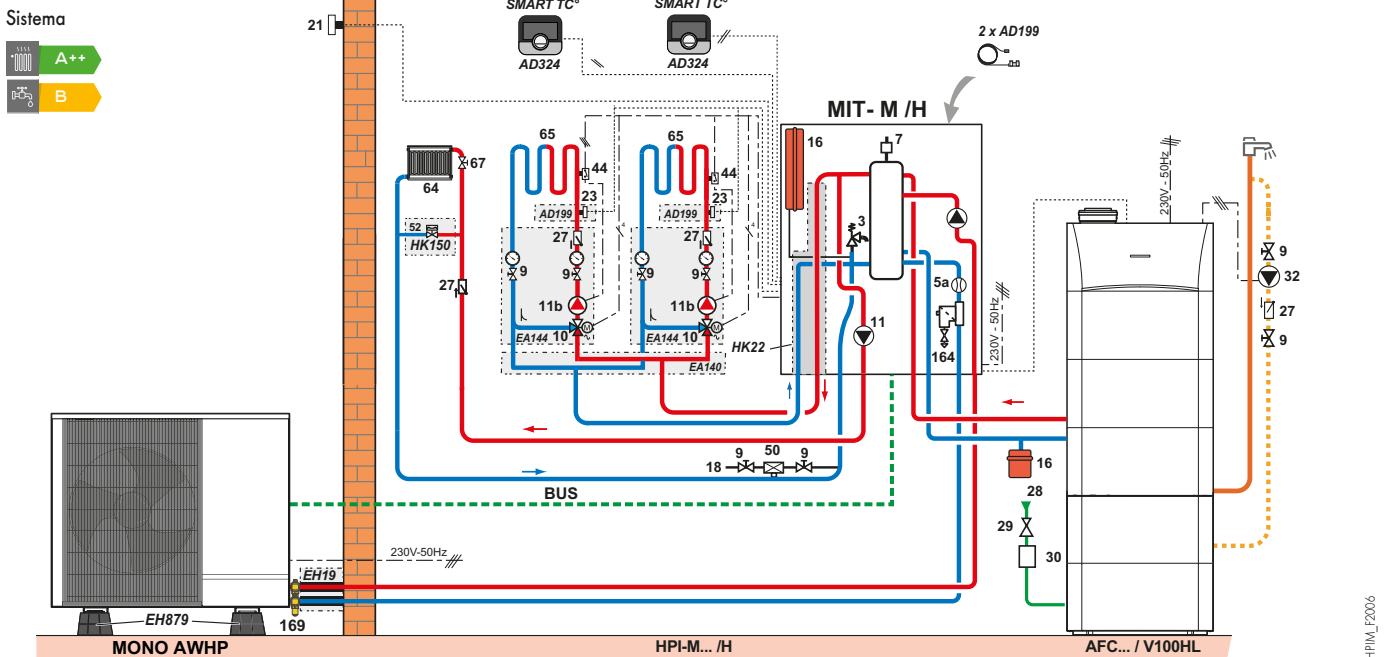 SMART TC°
SMART TC°
Sistema
21
2 x AD199
A++
AD324
AD324
B
MIT- M /H
65
65
16
7
67
44
44
64
23
23
3
230V - 50Hz
AD199
AD199
52
HK150
27
27
9
9
9
9
9
32
5a
27
27
11b
11b
11
10
10
M
M
4
4
EA144
EA144
HK22
164
230V - 50Hz
9
EA140
9
50
9
18
16
BUS
28
29
30
230V-50Hz
EH19
EH879
169
MONO AWHP
HPI-M... /H
AFC... / V100HL
HPIM_F2006